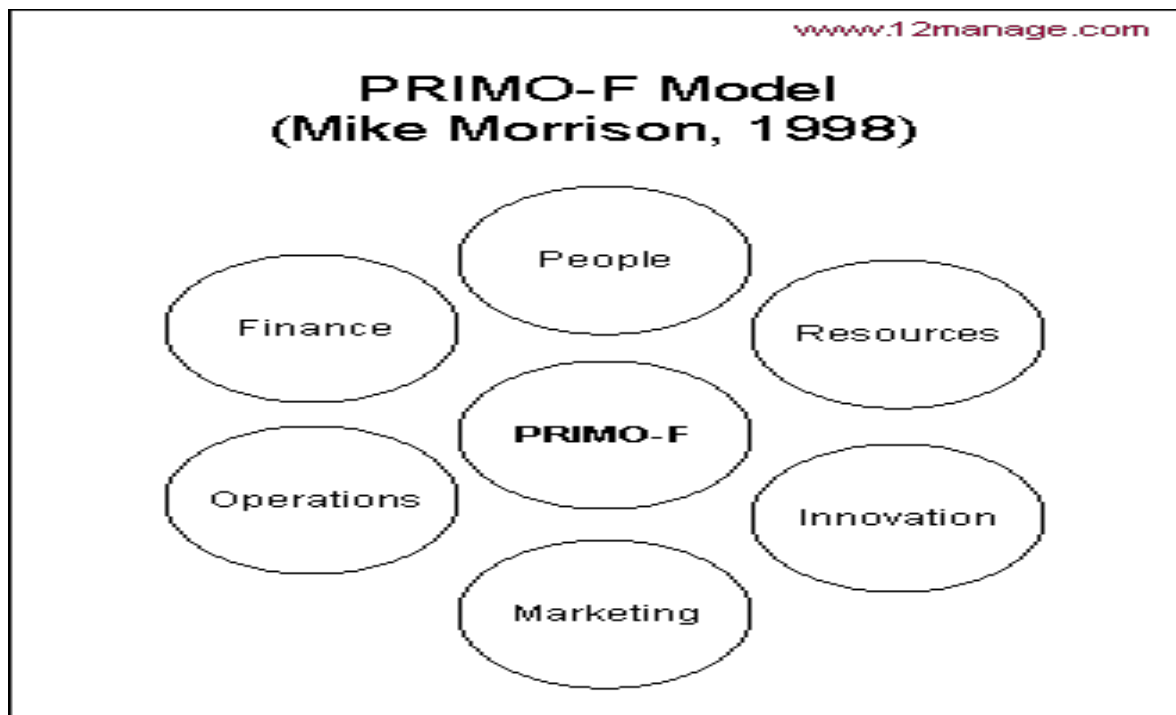 www.12manage.com
PRIMO-F Model
(Mike Morrison, 1998)
People
Finance
Resources
PRIMO-F
Operations
Innovation
Marketing